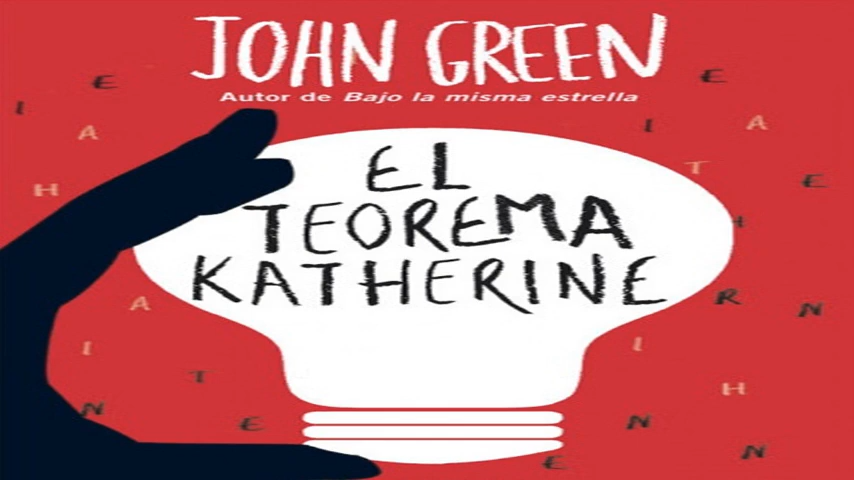 JOHN GREEN
Autor de Bajo la misma estrella
EL
TEOREMA
KATHERINE